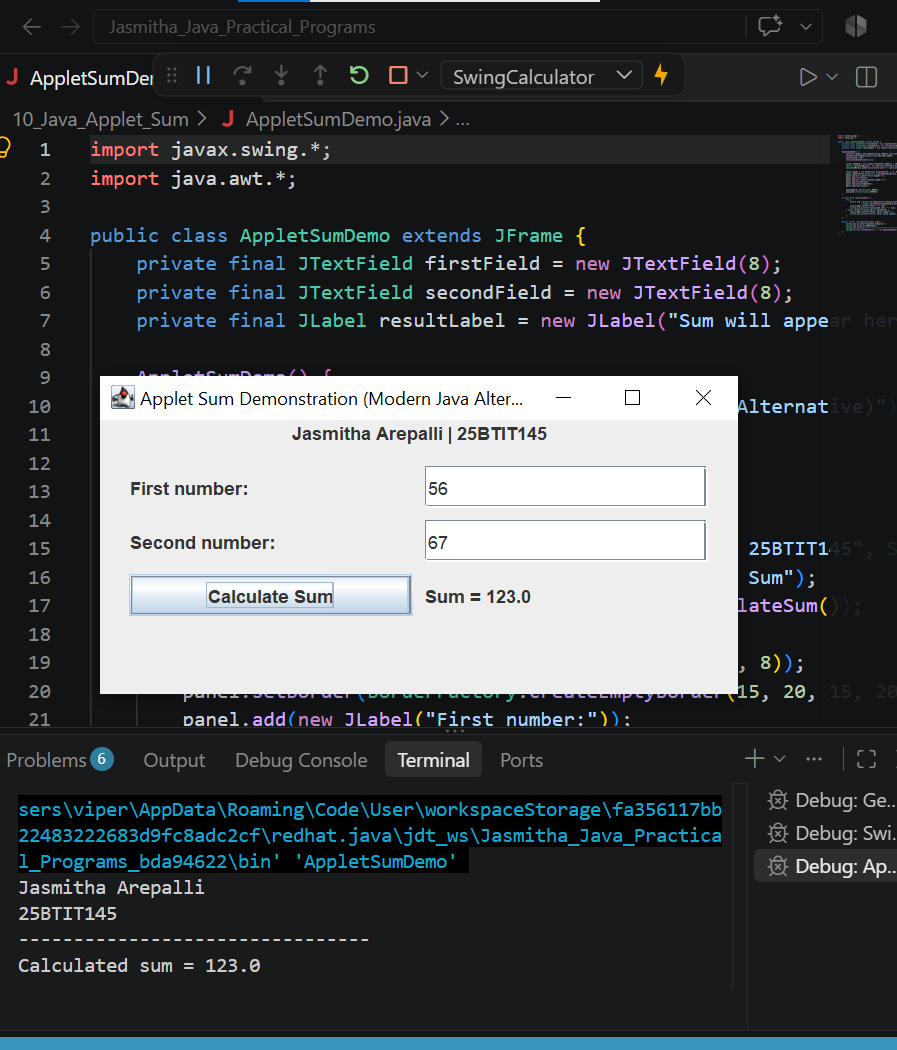 Jasmitha_Java_Practical_Programs
AppletSumDer
SwingCalculator
10_Java_Applet_Sum > J AppletSumDemo.java > ...
1 import javax.swing.*;
2 import java.awt.*;
3
4 public class AppletSumDemo extends JFrame {
5 private final JTextField firstField = new JTextField(8);
6 private final JTextField secondField = new JTextField(8);
7 private final JLabel resultLabel = new JLabel("Sum will appear her
8
9 AppletSumDemo() {
10 Alternative)")
11
12
13
14
15 25BTIT145", S
16 Sum");
17 lateSum());
18
19 , 8));
20 panel.setBorder(BorderFactory.createEmptyBorder(15, 20, 15, 20
21 panel.add(new JLabel("First number:"));
Applet Sum Demonstration (Modern Java Alter...
Jasmitha Arepalli | 25BTIT145
First number: 56
Second number: 67
Calculate Sum Sum = 123.0
Problems 6 Output Debug Console Terminal Ports
sers\viper\AppData\Roaming\Code\User\workspaceStorage\fa356117bb
22483222683d9fc8adc2cf\redhat.java\jdt_ws\Jasmitha_Java_Practica
l_Programs_bda94622\bin' 'AppletSumDemo'
Jasmitha Arepalli
25BTIT145
--------------------------------
Calculated sum = 123.0
Debug: Ge...
Debug: Swi...
Debug: Ap...